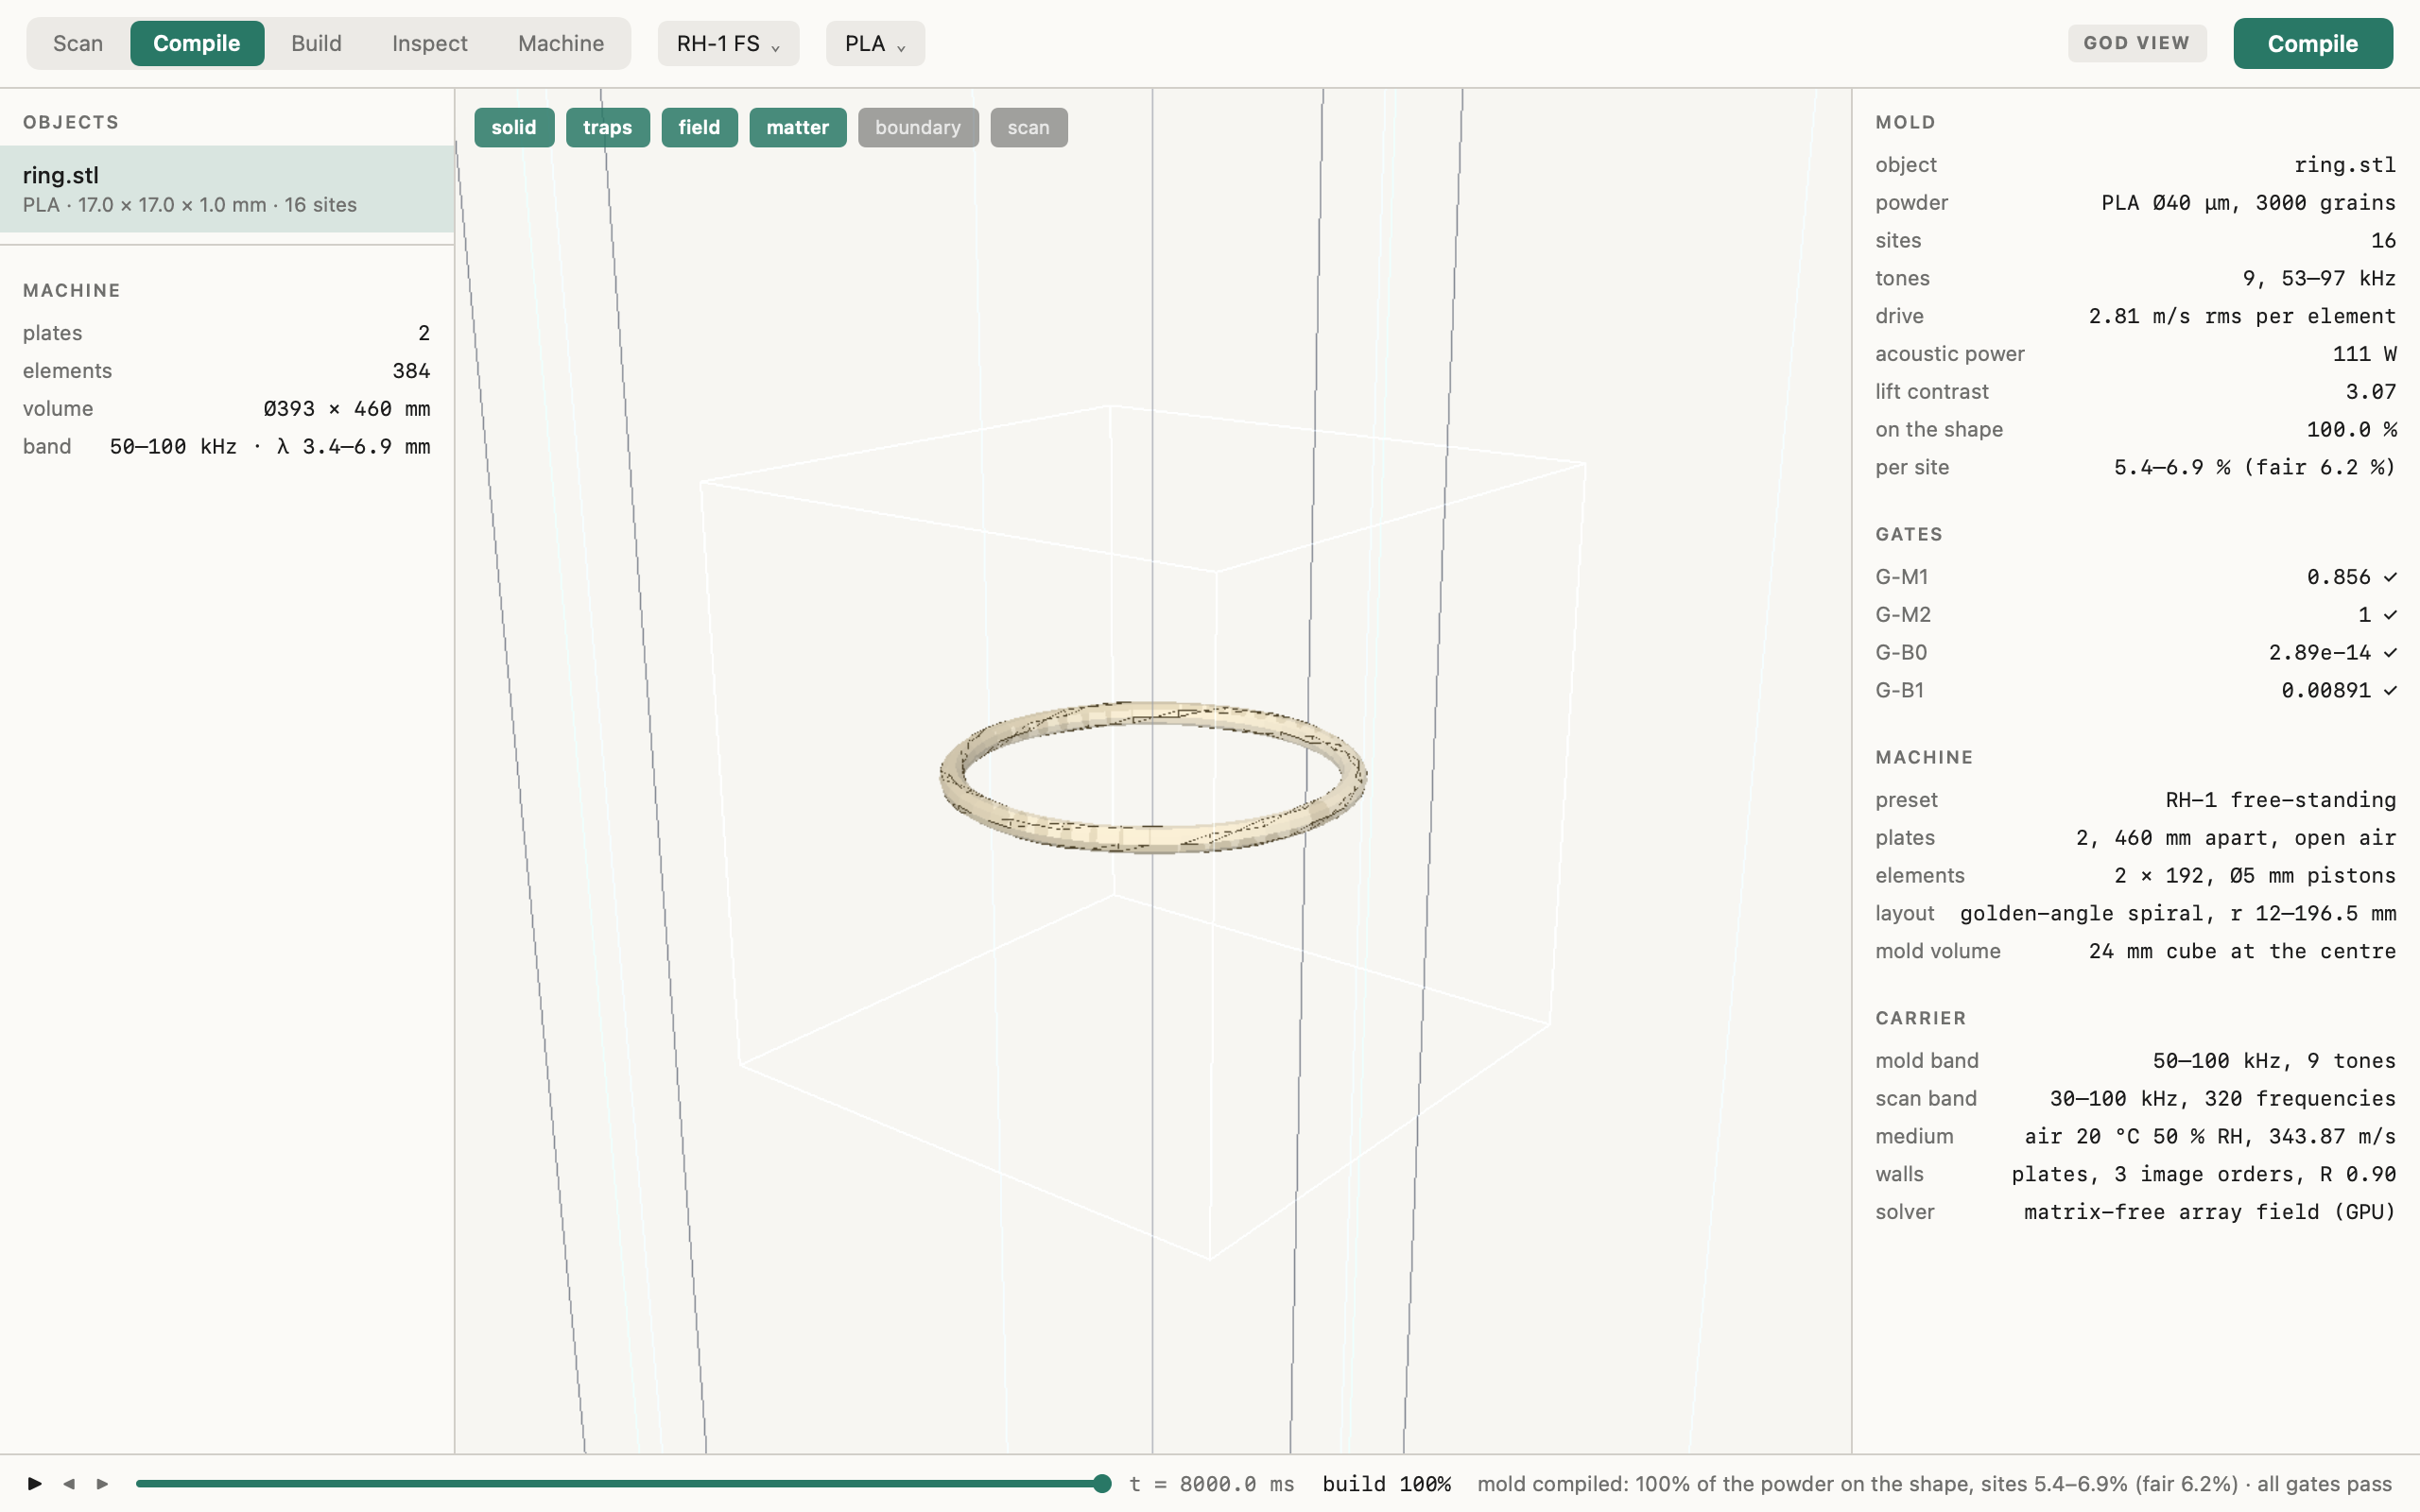 Scan Compile Build Inspect Machine RH-1 FS PLA GOD VIEW Compile
OBJECTS
ring.stl
PLA · 17.0 × 17.0 × 1.0 mm · 16 sites
MACHINE
plates 2
elements 384
volume Ø393 × 460 mm
band 50–100 kHz · λ 3.4–6.9 mm
solid traps field matter boundary scan
MOLD
object ring.stl
powder PLA Ø40 µm, 3000 grains
sites 16
tones 9, 53–97 kHz
drive 2.81 m/s rms per element
acoustic power 111 W
lift contrast 3.07
on the shape 100.0 %
per site 5.4–6.9 % (fair 6.2 %)
GATES
G-M1 0.856 ✓
G-M2 1 ✓
G-B0 2.89e-14 ✓
G-B1 0.00891 ✓
MACHINE
preset RH-1 free-standing
plates 2, 460 mm apart, open air
elements 2 × 192, Ø5 mm pistons
layout golden-angle spiral, r 12–196.5 mm
mold volume 24 mm cube at the centre
CARRIER
mold band 50–100 kHz, 9 tones
scan band 30–100 kHz, 320 frequencies
medium air 20 °C 50 % RH, 343.87 m/s
walls plates, 3 image orders, R 0.90
solver matrix-free array field (GPU)
t = 8000.0 ms build 100% mold compiled: 100% of the powder on the shape, sites 5.4–6.9% (fair 6.2%) · all gates pass